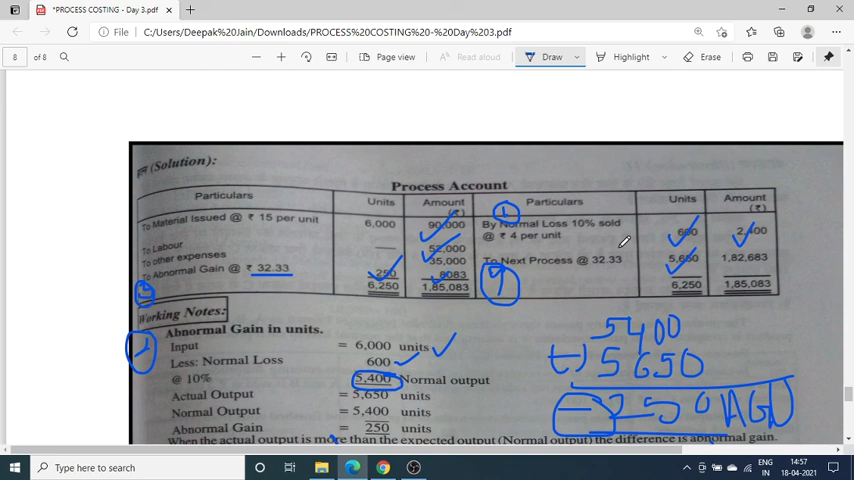 *PROCESS COSTING - Day 3.pdf
File
C:/Users/Deepak%20Jain/Downloads/PROCESS%20COSTING%20-%20Day%203.pdf
8 of 8
Page view
Read aloud
Draw
Highlight
Erase
हल (Solution):
Process Account
Particulars Units Amount (₹) Particulars Units Amount (₹)
To Material Issued @ ₹ 15 per unit 6,000 90,000 By Normal Loss 10% sold
@ ₹ 4 per unit 600 2,400
To Labour — 52,000
To other expenses 35,000 To Next Process @ 32.33 5,650 1,82,683
To Abnormal Gain @ ₹ 32.33 250 8083
6,250 1,85,083 6,250 1,85,083
Working Notes:
Abnormal Gain in units.
Input = 6,000 units
Less: Normal Loss 600
@ 10% 5,400 Normal output
Actual Output = 5,650 units
Normal Output = 5,400 units
Abnormal Gain = 250 units
When the actual output is more than the expected output (Normal output) the difference is abnormal gain.
5400
(-) 5650
- 250 AGN
ENG
IN
14:57
18-04-2021